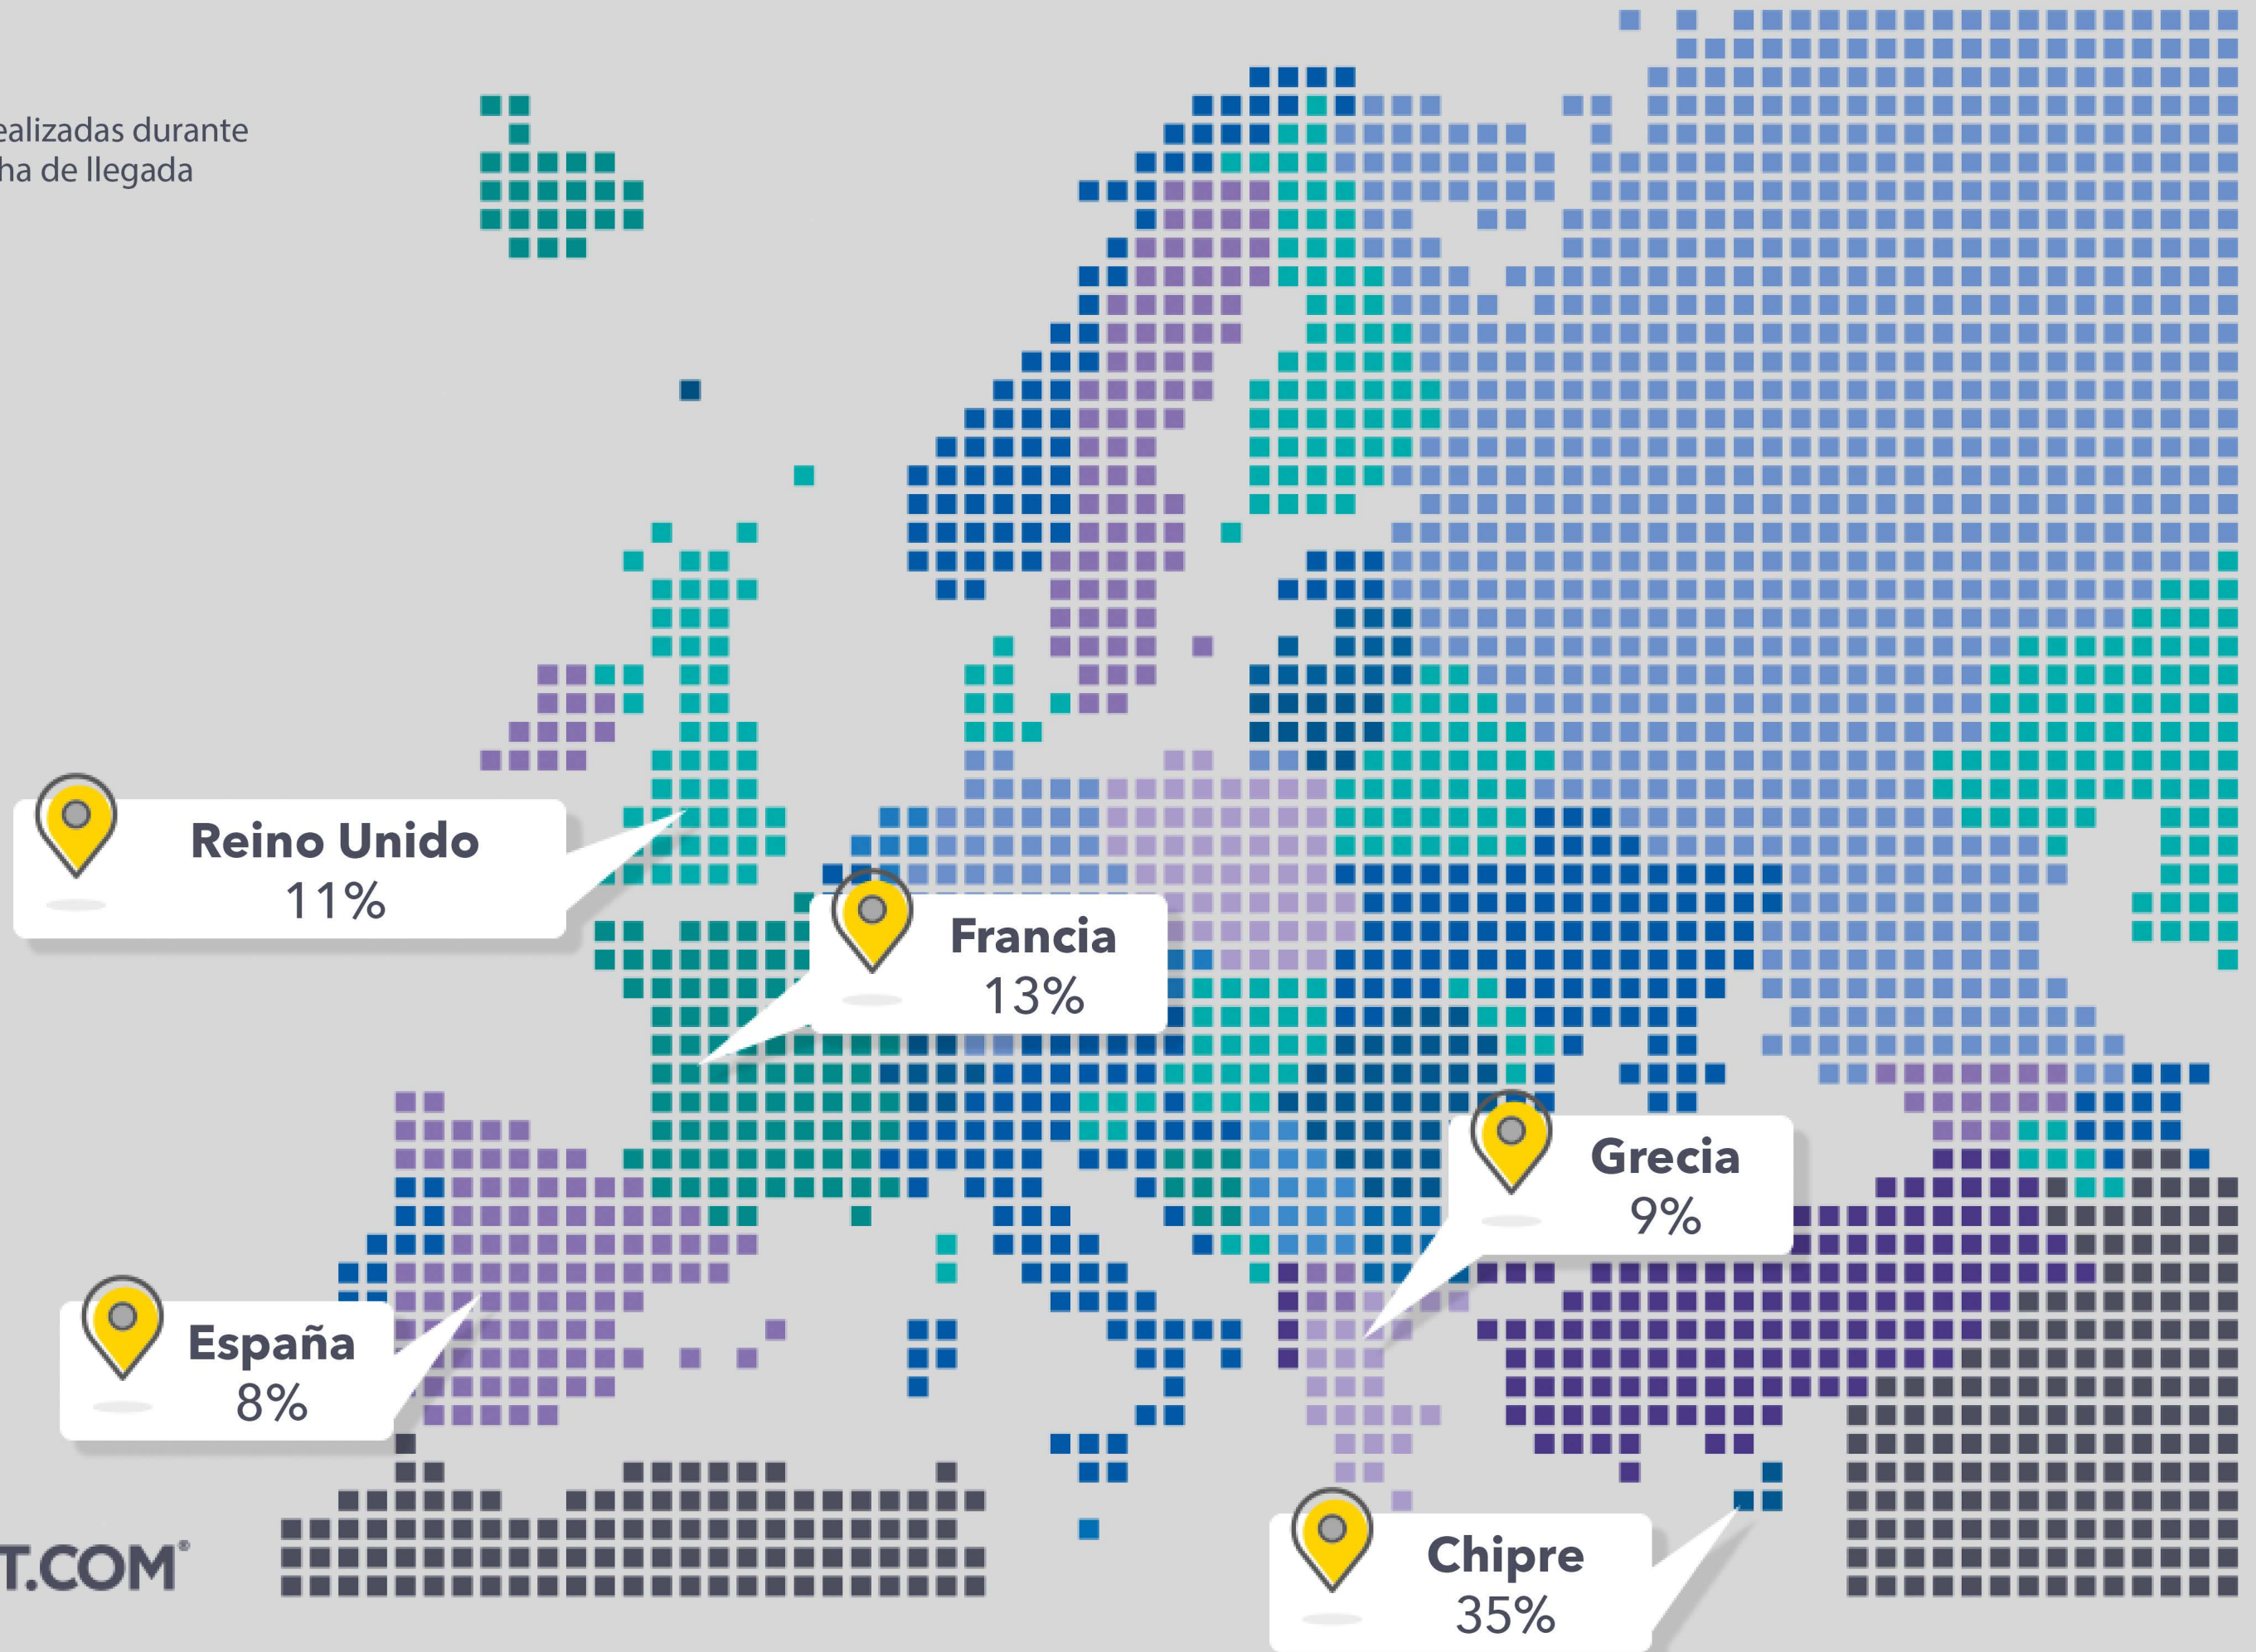 ealizadas durante
ha de llegada
Reino Unido
11%
Francia
13%
Grecia
9%
España
8%
Chipre
35%
T.COM®